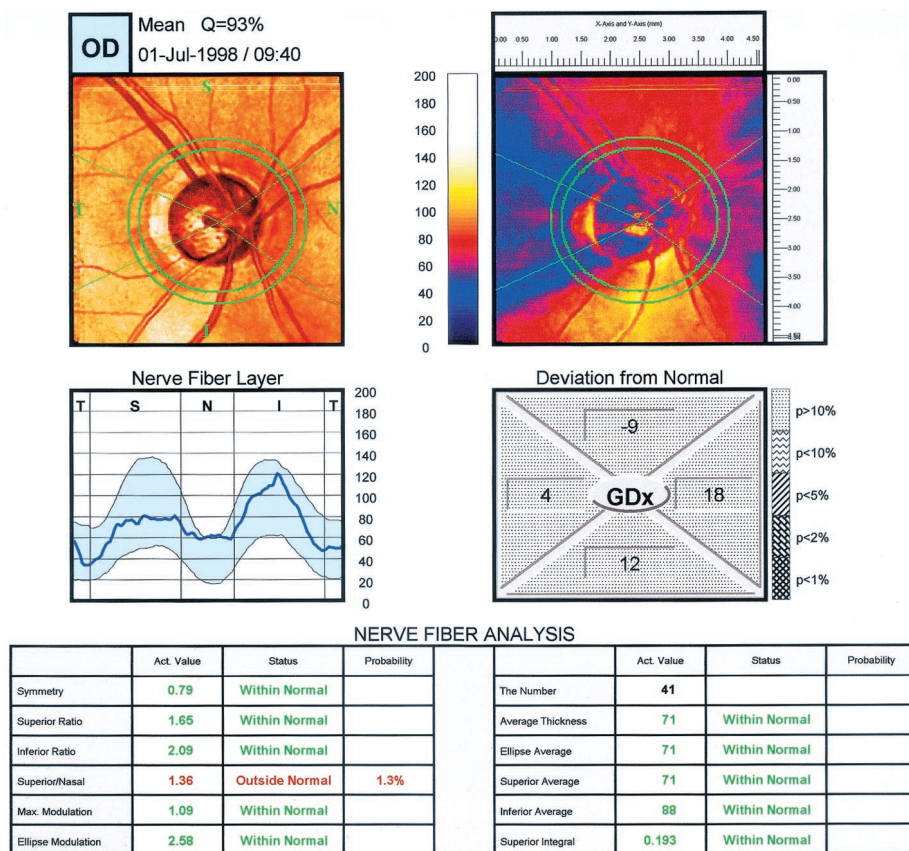 OD
Mean Q=93%
01-Jul-1998 / 09:40
S
T
N
I
200
180
160
140
120
100
80
60
40
20
0
X-Axis and Y-Axis (mm)
0.00 0.50 1.00 1.50 2.00 2.50 3.00 3.50 4.00 4.50
0.00
0.50
1.00
1.50
2.00
2.50
3.00
3.50
4.00
Nerve Fiber Layer
T S N I T
200
180
160
140
120
100
80
60
40
20
0
Deviation from Normal
-9
4 GDx 18
12
p>10%
p<10%
p<5%
p<2%
p<1%
NERVE FIBER ANALYSIS
Act. Value Status Probability
Symmetry 0.79 Within Normal
Superior Ratio 1.65 Within Normal
Inferior Ratio 2.09 Within Normal
Superior/Nasal 1.36 Outside Normal 1.3%
Max. Modulation 1.09 Within Normal
Ellipse Modulation 2.58 Within Normal
Act. Value Status Probability
The Number 41
Average Thickness 71 Within Normal
Ellipse Average 71 Within Normal
Superior Average 71 Within Normal
Inferior Average 88 Within Normal
Superior Integral 0.193 Within Normal